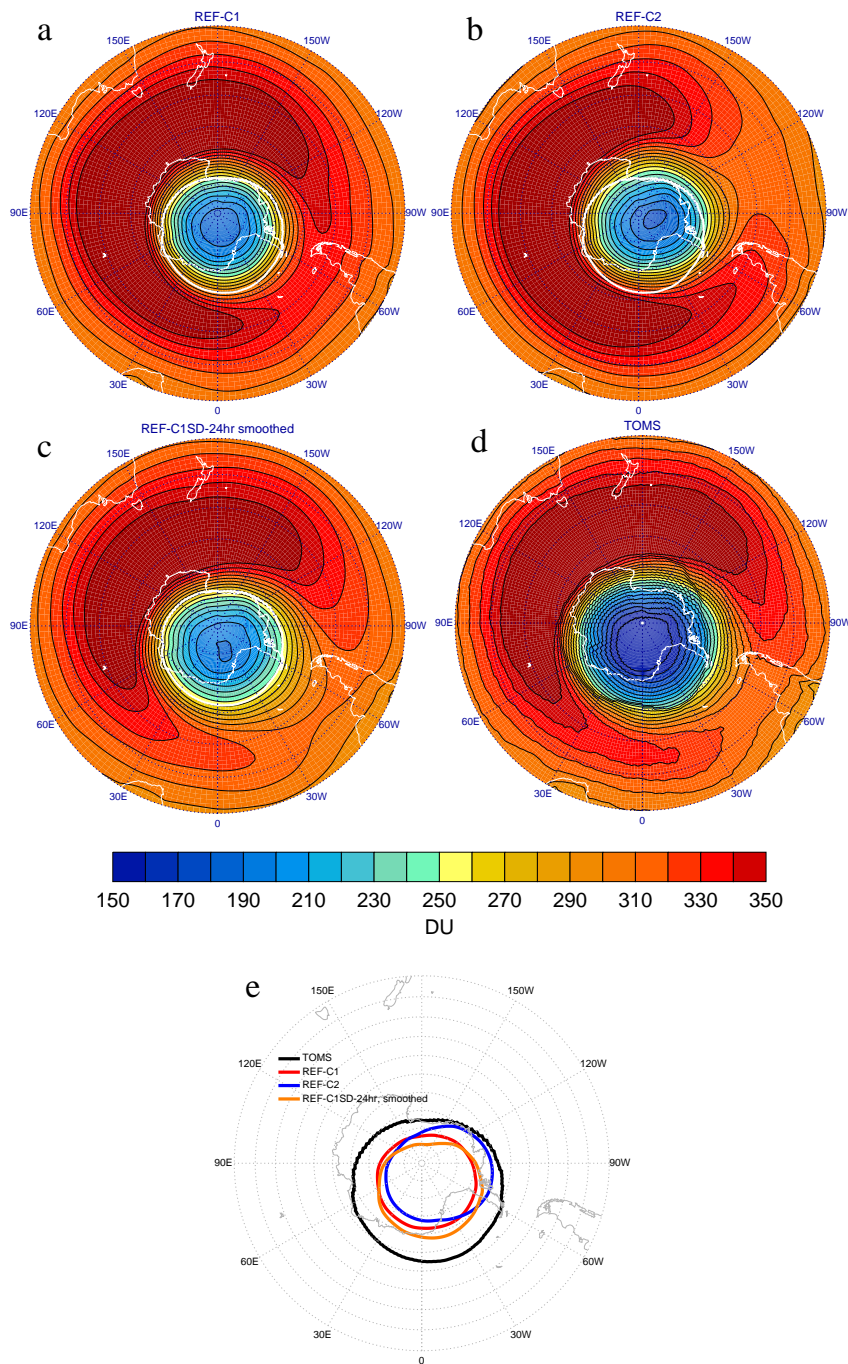 a
REF-C1
b
REF-C2
150E
150W
150E
150W
120E
120W
120E
120W
90E
90W
90E
90W
60E
60W
60E
60W
30E
30W
30E
30W
0
0
c
REF-C1SD-24hr smoothed
d
TOMS
150E
150W
150E
150W
120E
120W
120E
120W
90E
90W
90E
90W
60E
60W
60E
60W
30E
30W
30E
30W
0
0
150 170 190 210 230 250 270 290 310 330 350
DU
e
150E
150W
120E
120W
TOMS
REF-C1
REF-C2
REF-C1SD-24hr, smoothed
90E
90W
60E
60W
30E
30W
0